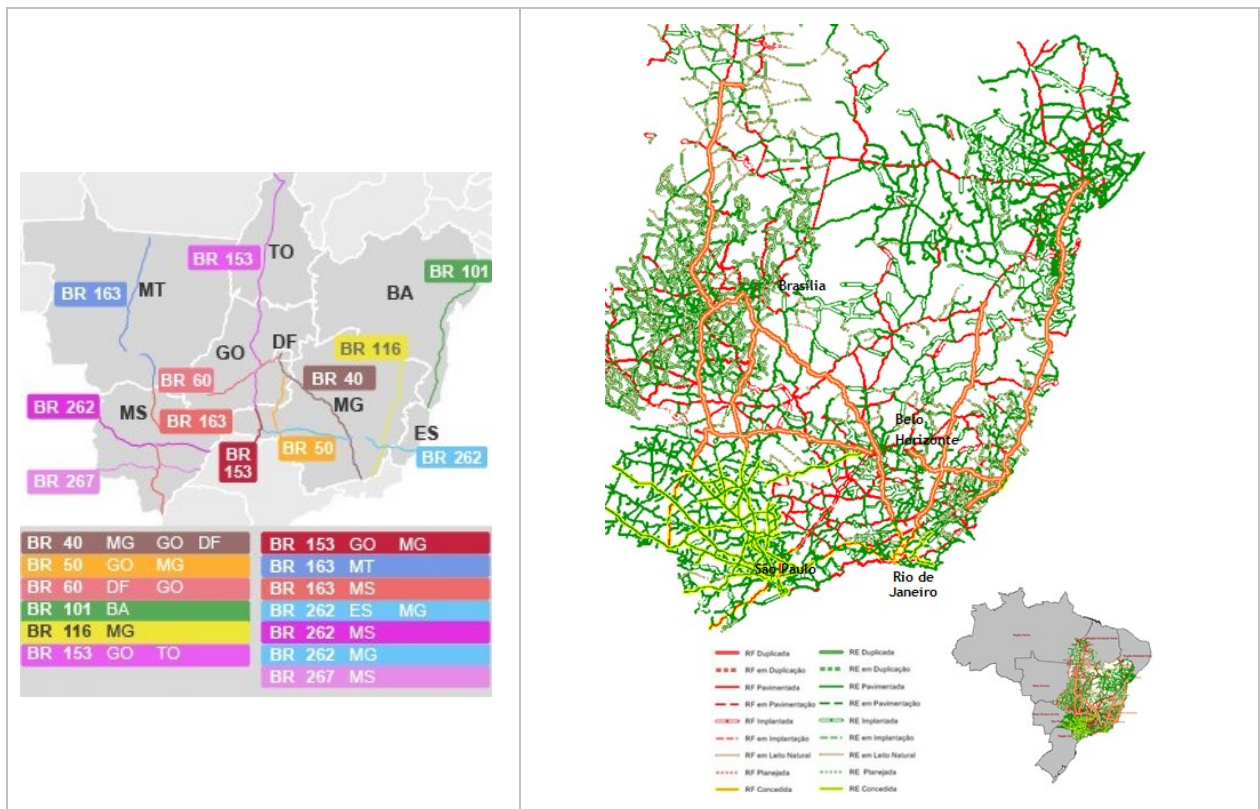 BR 153
TO
BR 101
BR 163
MT
BA
DF
GO
BR 116
BR 60
BR 40
BR 262
MS
BR 163
MG
ES
BR 153
BR 50
BR 262
BR 267
BR 40 MG GO DF
BR 50 GO MG
BR 60 DF GO
BR 101 BA
BR 116 MG
BR 153 GO TO
BR 153 GO MG
BR 163 MT
BR 163 MS
BR 262 ES MG
BR 262 MS
BR 262 MG
BR 267 MS
Brasília
Belo
Horizonte
São Paulo
Rio de
Janeiro
RF Duplicada
RF em Duplicação
RF Pavimentada
RF em Pavimentação
RF Implantada
RF em Implantação
RF em Leito Natural
RF Planejada
RF Concedida
RE Duplicada
RE em Duplicação
RE Pavimentada
RE em Pavimentação
RE Implantada
RE em Implantação
RE em Leito Natural
RE Planejada
RE Concedida